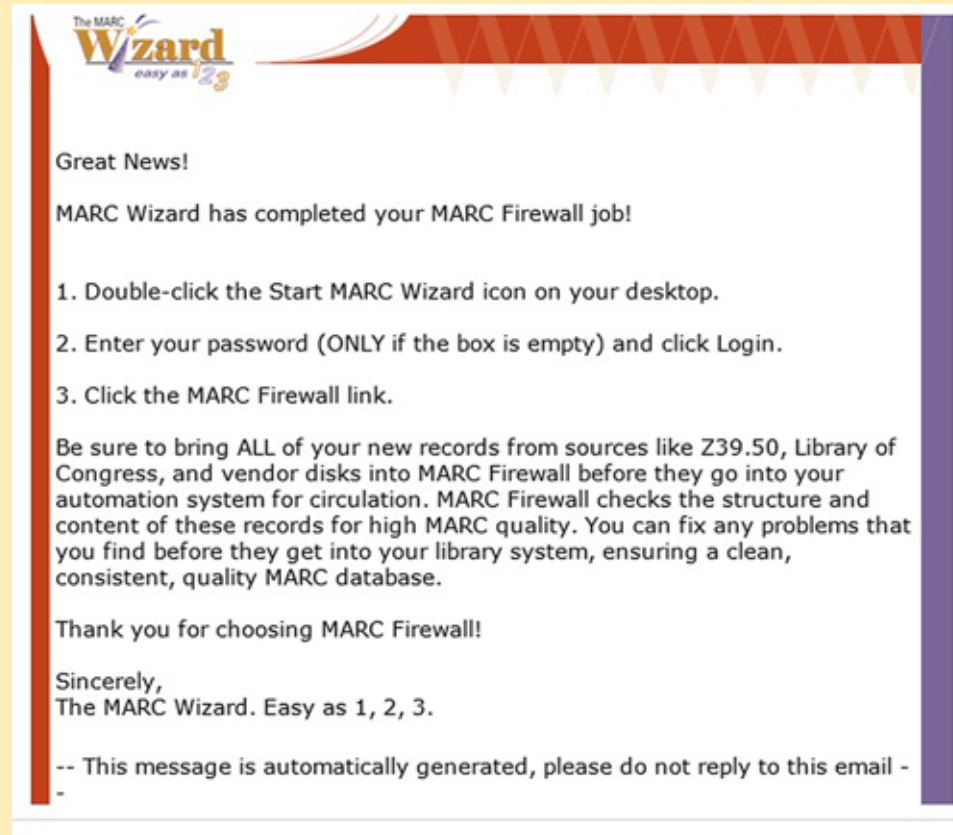 The MARC
Wizard
easy as 123
Great News!
MARC Wizard has completed your MARC Firewall job!
1. Double-click the Start MARC Wizard icon on your desktop.
2. Enter your password (ONLY if the box is empty) and click Login.
3. Click the MARC Firewall link.
Be sure to bring ALL of your new records from sources like Z39.50, Library of
Congress, and vendor disks into MARC Firewall before they go into your
automation system for circulation. MARC Firewall checks the structure and
content of these records for high MARC quality. You can fix any problems that
you find before they get into your library system, ensuring a clean,
consistent, quality MARC database.
Thank you for choosing MARC Firewall!
Sincerely,
The MARC Wizard. Easy as 1, 2, 3.
-- This message is automatically generated, please do not reply to this email -
-